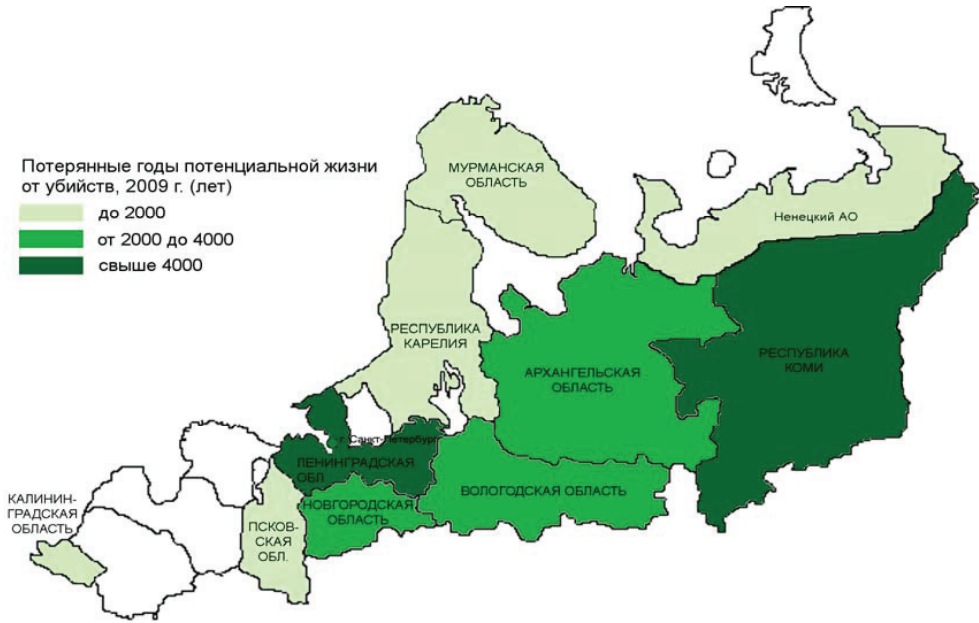 Потерянные годы потенциальной жизни
от убийств, 2009 г. (лет)
до 2000
от 2000 до 4000
свыше 4000
МУРМАНСКАЯ
ОБЛАСТЬ
Ненецкий АО
РЕСПУБЛИКА
КАРЕЛИЯ
АРХАНГЕЛЬСКАЯ
ОБЛАСТЬ
РЕСПУБЛИКА
КОМИ
г. Санкт-Петербург
ЛЕНИНГРАДСКАЯ
ОБЛ
ВОЛОГОДСКАЯ ОБЛАСТЬ
НОВГОРОДСКАЯ
ОБЛАСТЬ
КАЛИНИН-
ГРАДСКАЯ
ОБЛАСТЬ
ПСКОВ-
СКАЯ
ОБЛ.